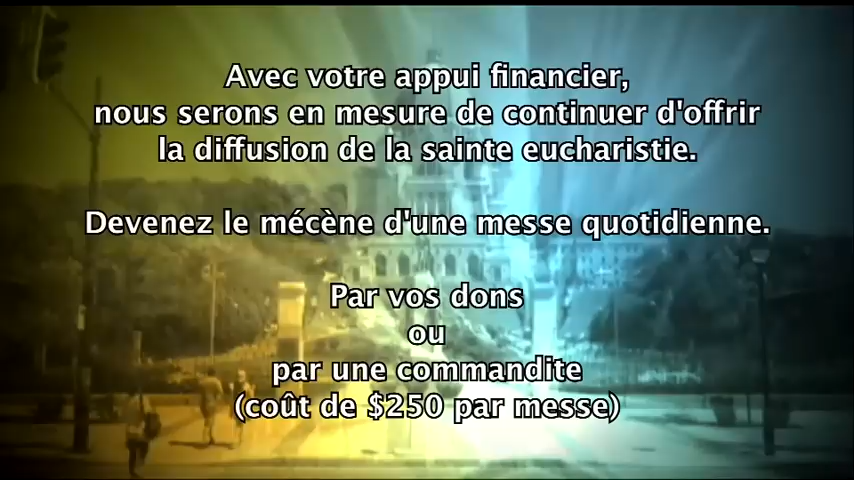 Avec votre appui financier,
nous serons en mesure de continuer d'offrir
la diffusion de la sainte eucharistie.
Devenez le mécène d'une messe quotidienne.
Par vos dons
ou
par une commandite
(coût de $250 par messe)